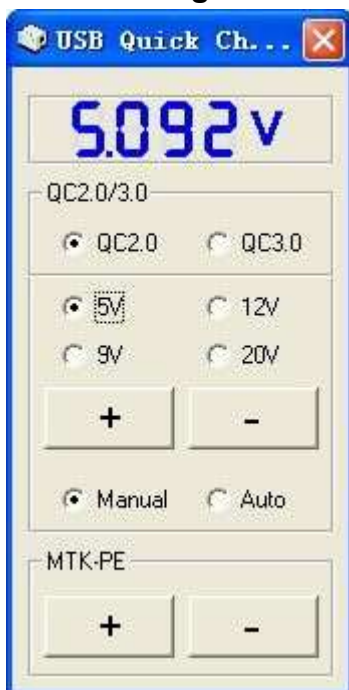 USB Quick Ch...
5.092 V
QC2.0/3.0
QC2.0 QC3.0
5V 12V
9V 20V
+ -
Manual Auto
MTK-PE
+ -